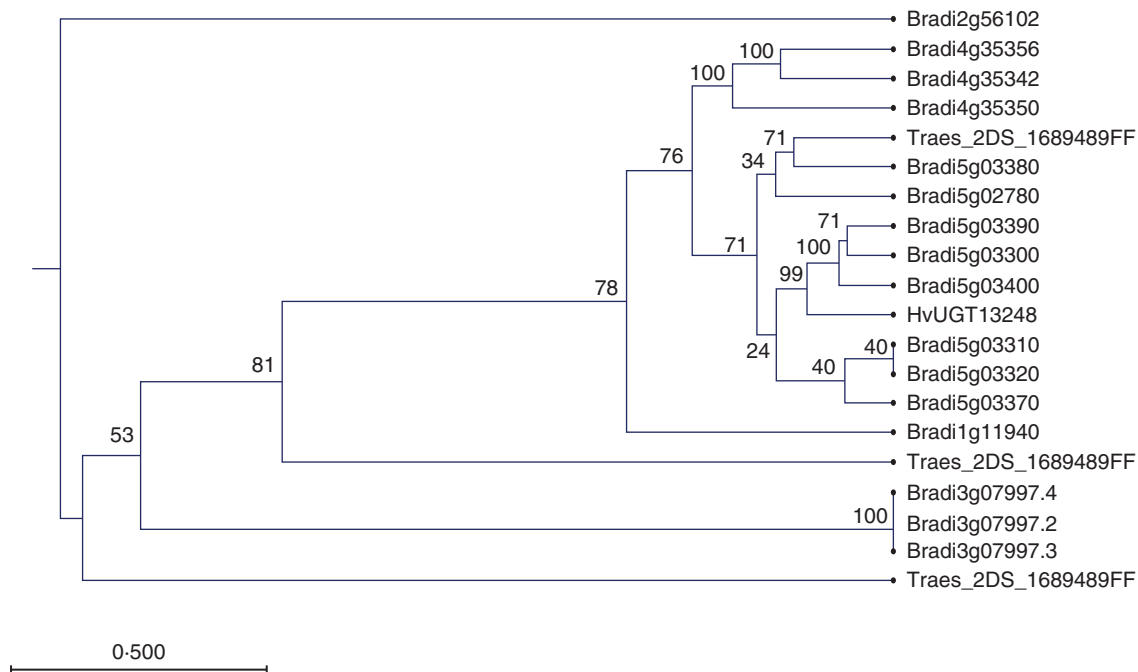 Bradi2g56102
100 Bradi4g35356
100 Bradi4g35342
Bradi4g35350
71 Traes_2DS_1689489FF
76 34 Bradi5g03380
Bradi5g02780
71 Bradi5g03390
71 100 Bradi5g03300
99 Bradi5g03400
78 HvUGT13248
24 40 Bradi5g03310
81 40 Bradi5g03320
Bradi5g03370
53 Bradi1g11940
Traes_2DS_1689489FF
Bradi3g07997.4
100 Bradi3g07997.2
Bradi3g07997.3
Traes_2DS_1689489FF
0·500